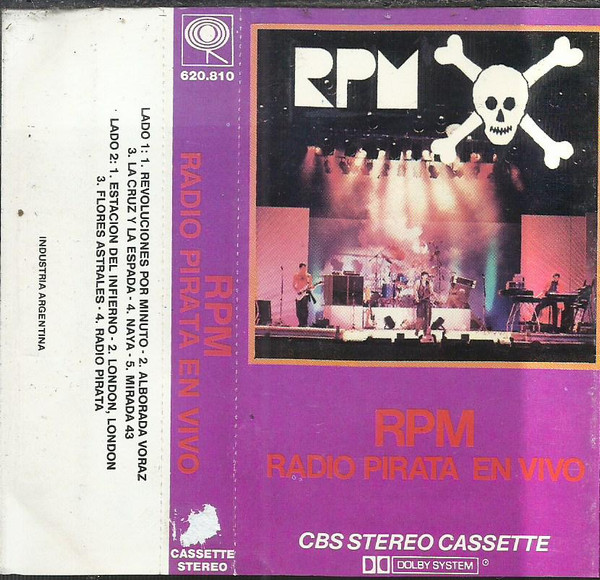 620.810
LADO 1: 1. REVOLUCIONES POR MINUTO - 2. ALBORADA VORAZ
3. LA CRUZ Y LA ESPADA - 4. NAYA - 5. MIRADA 43
LADO 2: 1. ESTACION DEL INFIERNO - 2. LONDON, LONDON
3. FLORES ASTRALES - 4. RADIO PIRATA
INDUSTRIA ARGENTINA
RPM
RADIO PIRATA EN VIVO
CASSETTE
STEREO
RPM
RPM
RADIO PIRATA EN VIVO
CBS STEREO CASSETTE
DOLBY SYSTEM